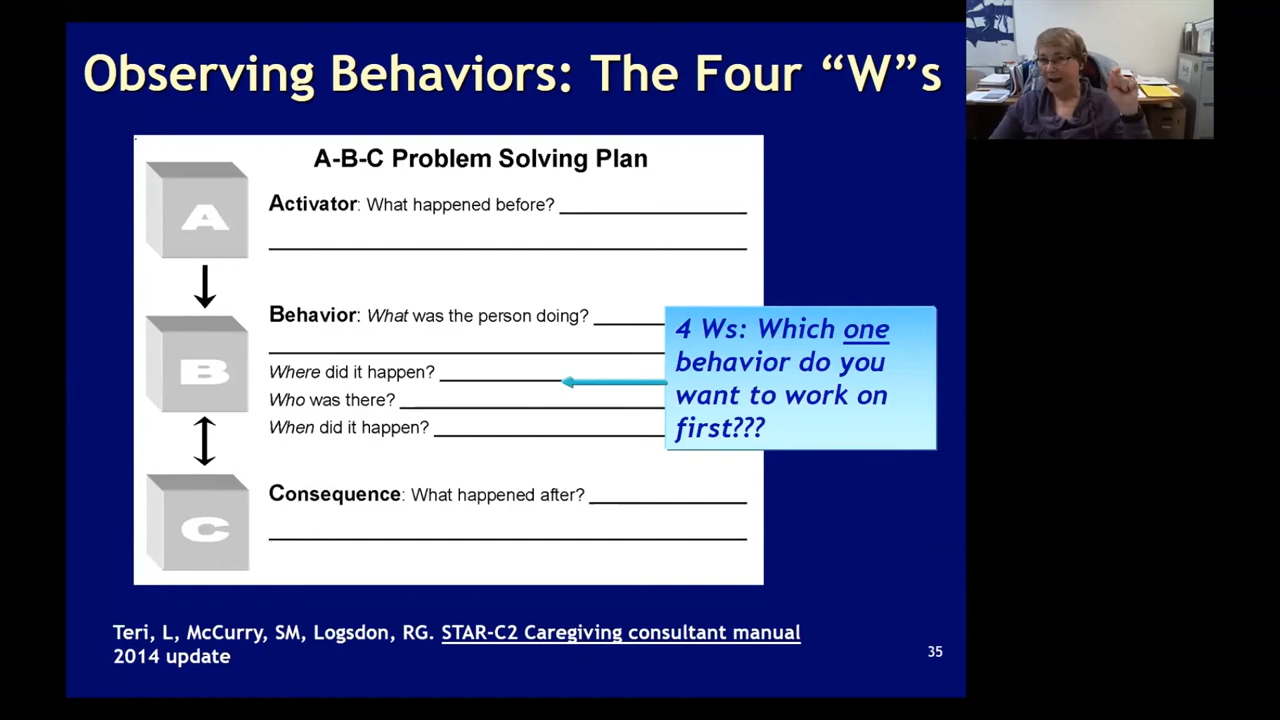 Observing Behaviors: The Four “W”s
A-B-C Problem Solving Plan
A
Activator: What happened before?
B
Behavior: What was the person doing?
Where did it happen?
Who was there?
When did it happen?
4 Ws: Which one
behavior do you
want to work on
first???
C
Consequence: What happened after?
Teri, L, McCurry, SM, Logsdon, RG. STAR-C2 Caregiving consultant manual
2014 update
35